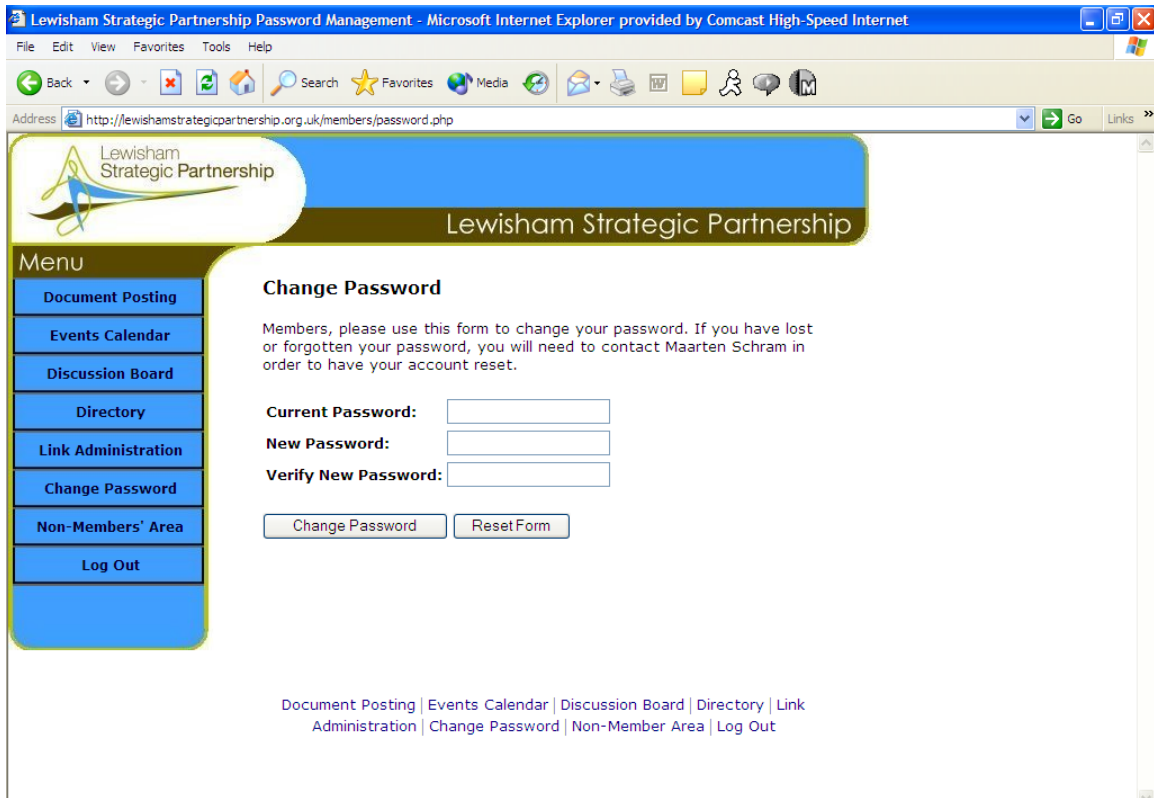 Lewisham Strategic Partnership Password Management - Microsoft Internet Explorer provided by Comcast High-Speed Internet
File Edit View Favorites Tools Help
Back Search Favorites Media W M
Address http://lewishamstrategicpartnership.org.uk/members/password.php Go Links »
Lewisham
Strategic Partnership
Lewisham Strategic Partnership
Menu
Document Posting
Events Calendar
Discussion Board
Directory
Link Administration
Change Password
Non-Members' Area
Log Out
Change Password
Members, please use this form to change your password. If you have lost
or forgotten your password, you will need to contact Maarten Schram in
order to have your account reset.
Current Password:
New Password:
Verify New Password:
Change Password Reset Form
Document Posting | Events Calendar | Discussion Board | Directory | Link
Administration | Change Password | Non-Member Area | Log Out